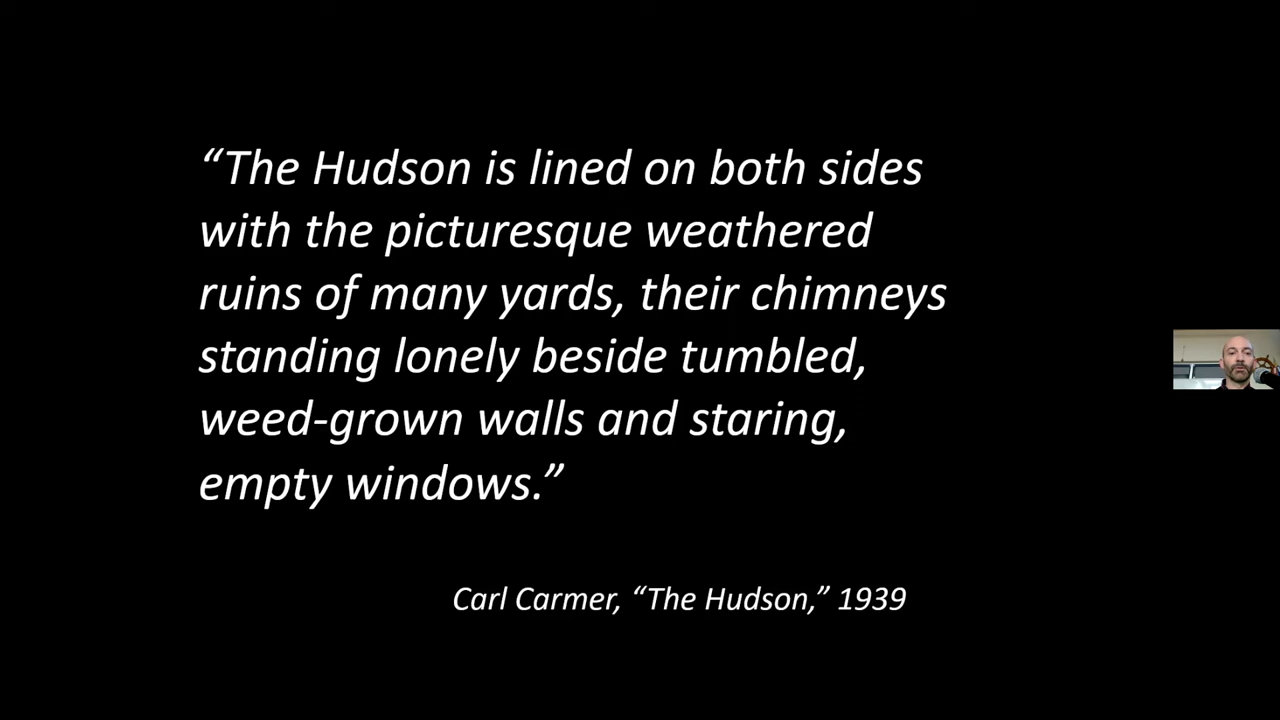 “The Hudson is lined on both sides
with the picturesque weathered
ruins of many yards, their chimneys
standing lonely beside tumbled,
weed-grown walls and staring,
empty windows.”
Carl Carmer, “The Hudson,” 1939